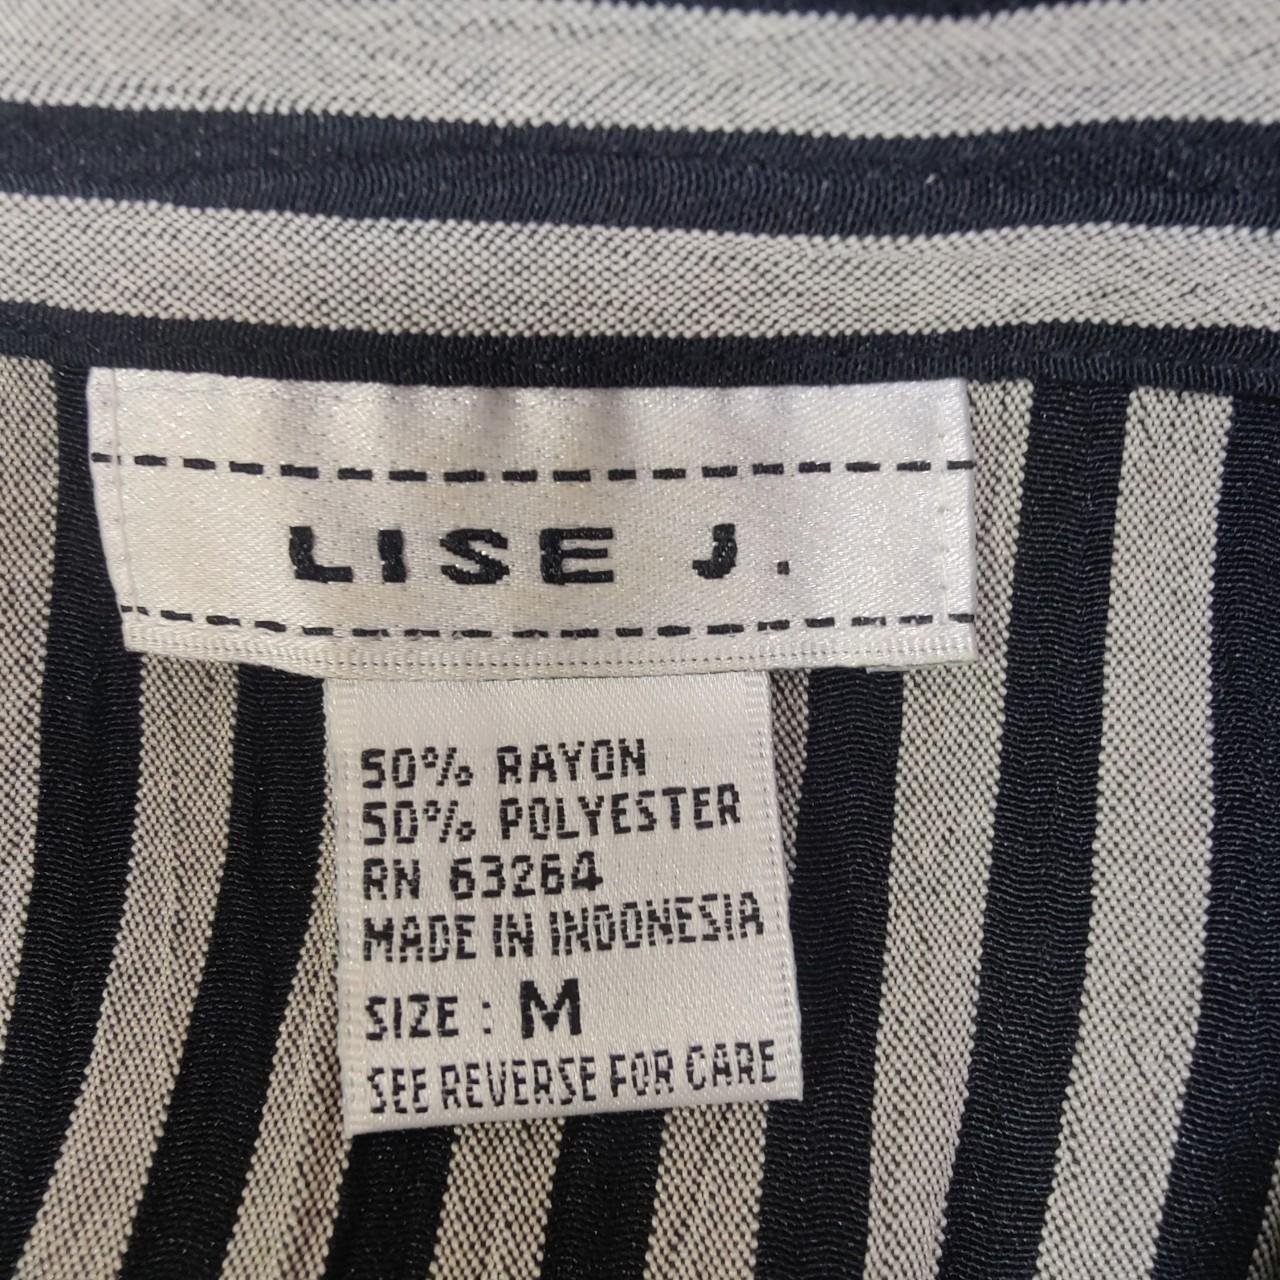 LISE J.
50% RAYON
50% POLYESTER
RN 63264
MADE IN INDONESIA
SIZE : M
SEE REVERSE FOR CARE